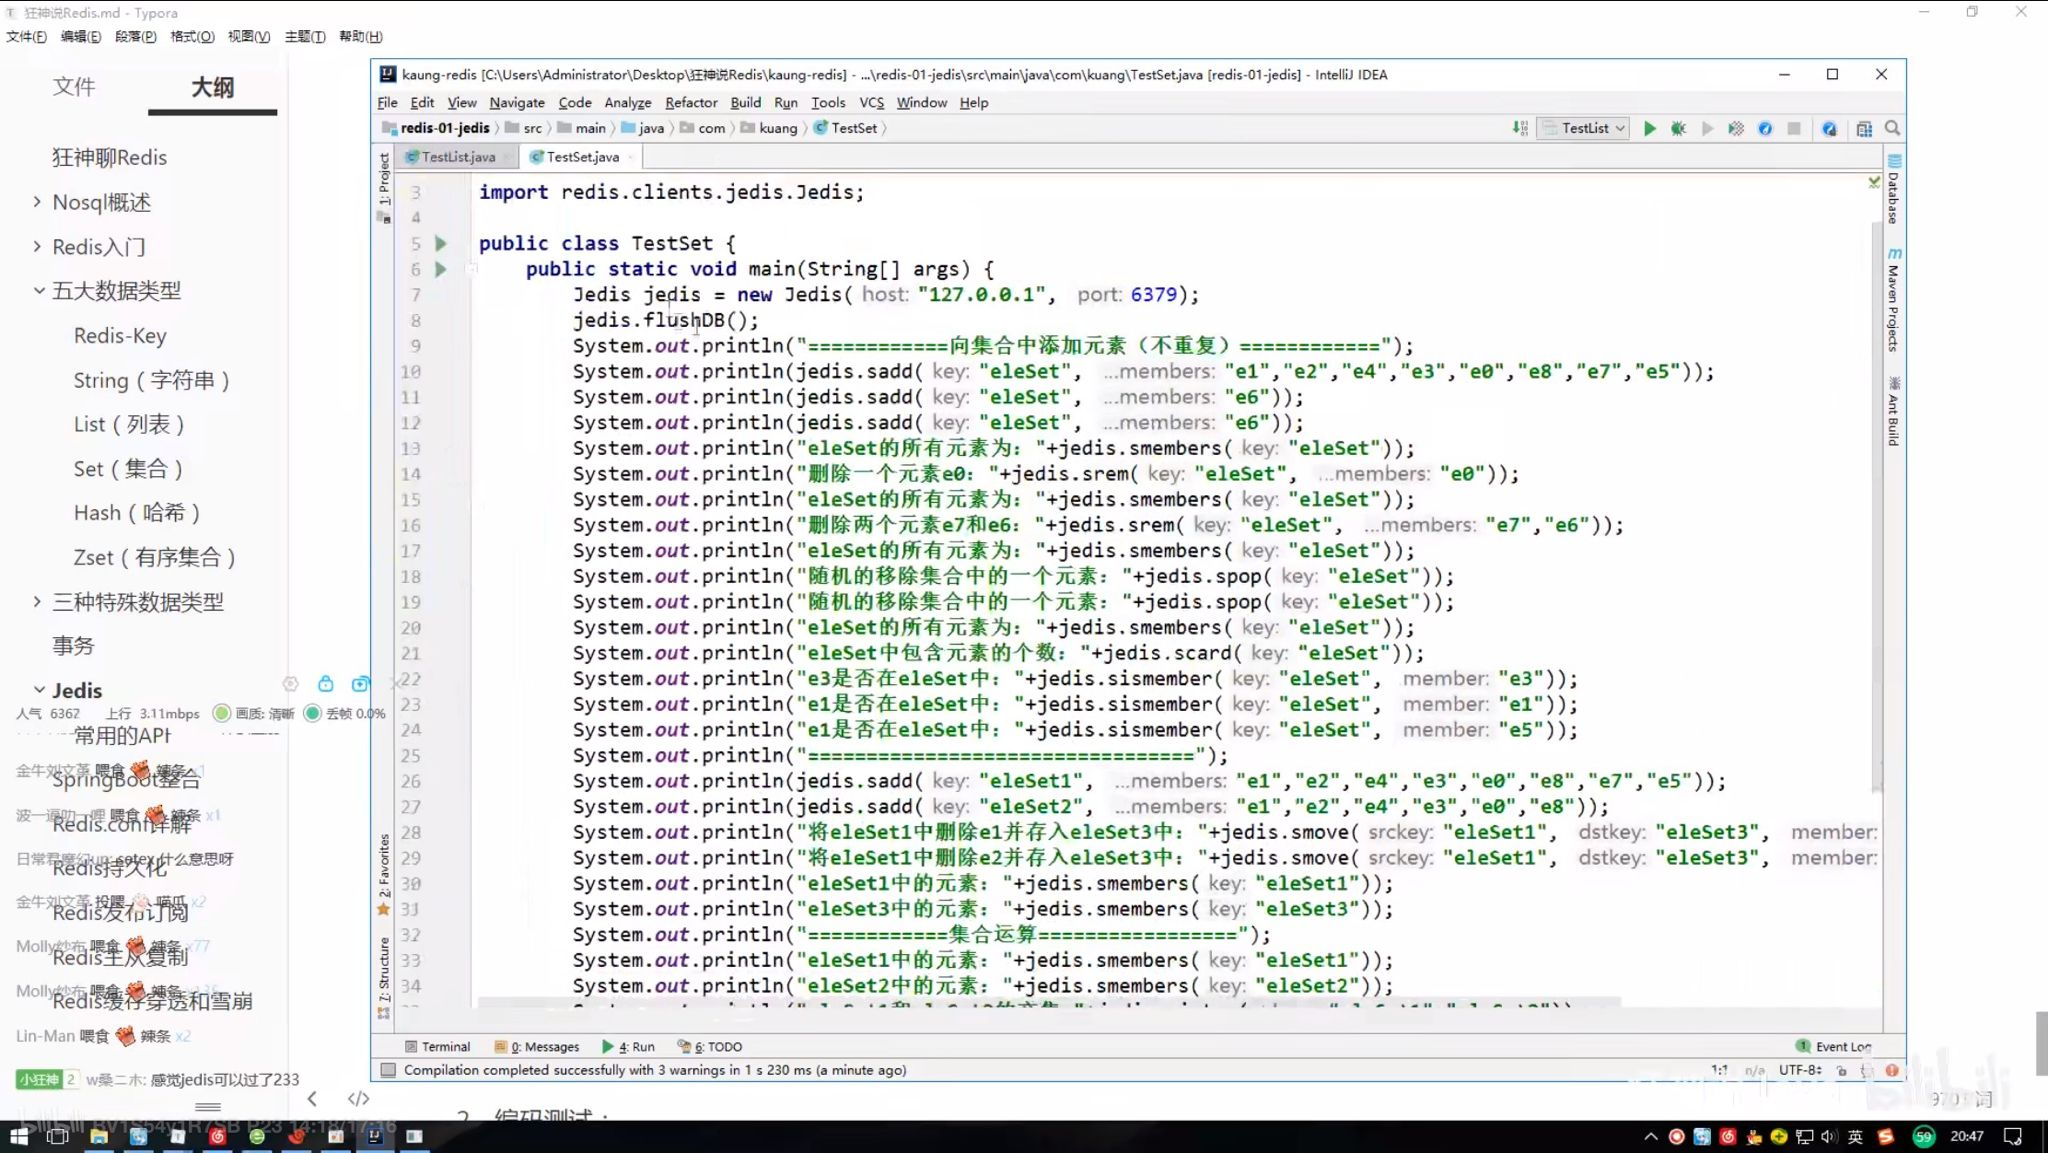 狂神说Redis.md - Typora
文件(F) 编辑(E) 段落(P) 格式(O) 视图(V) 主题(T) 帮助(H)
文件 大纲
狂神聊Redis
Nosql概述
Redis入门
五大数据类型
Redis-Key
String（字符串）
List（列表）
Set（集合）
Hash（哈希）
Zset（有序集合）
三种特殊数据类型
事务
Jedis
人气 6362 上行 3.11mbps 画质: 清晰 丢帧 0.0%
常用的API
金牛刘文革 喂食 辣条 x1
SpringBoot整合
喂食 辣条 x1
Redis.conf详解
什么意思呀
Redis持久化
金牛刘文革 投喂 喵爪 x2
Redis发布订阅
Molly纱布 喂食 辣条 x77
Redis主从复制
Molly纱布 喂食 辣条
Redis缓存穿透和雪崩
Lin-Man 喂食 辣条 x2
小狂神 2 w桑二木: 感觉jedis可以过了233
kaung-redis [C:\Users\Administrator\Desktop\狂神说Redis\kaung-redis] - ...\redis-01-jedis\src\main\java\com\kuang\TestSet.java [redis-01-jedis] - IntelliJ IDEA
File Edit View Navigate Code Analyze Refactor Build Run Tools VCS Window Help
redis-01-jedis src main java com kuang TestSet TestList
TestList.java TestSet.java
1: Project
2: Favorites
7: Structure
Database
Maven Projects
Ant Build
3 import redis.clients.jedis.Jedis;
4
5 public class TestSet {
6 public static void main(String[] args) {
7 Jedis jedis = new Jedis( host: "127.0.0.1", port: 6379);
8 jedis.flushDB();
9 System.out.println("============向集合中添加元素（不重复）============");
10 System.out.println(jedis.sadd( key: "eleSet", ...members: "e1","e2","e4","e3","e0","e8","e7","e5"));
11 System.out.println(jedis.sadd( key: "eleSet", ...members: "e6"));
12 System.out.println(jedis.sadd( key: "eleSet", ...members: "e6"));
13 System.out.println("eleSet的所有元素为："+jedis.smembers( key: "eleSet"));
14 System.out.println("删除一个元素e0："+jedis.srem( key: "eleSet", ...members: "e0"));
15 System.out.println("eleSet的所有元素为："+jedis.smembers( key: "eleSet"));
16 System.out.println("删除两个元素e7和e6："+jedis.srem( key: "eleSet", ...members: "e7","e6"));
17 System.out.println("eleSet的所有元素为："+jedis.smembers( key: "eleSet"));
18 System.out.println("随机的移除集合中的一个元素："+jedis.spop( key: "eleSet"));
19 System.out.println("随机的移除集合中的一个元素："+jedis.spop( key: "eleSet"));
20 System.out.println("eleSet的所有元素为："+jedis.smembers( key: "eleSet"));
21 System.out.println("eleSet中包含元素的个数："+jedis.scard( key: "eleSet"));
22 System.out.println("e3是否在eleSet中："+jedis.sismember( key: "eleSet", member: "e3"));
23 System.out.println("e1是否在eleSet中："+jedis.sismember( key: "eleSet", member: "e1"));
24 System.out.println("e1是否在eleSet中："+jedis.sismember( key: "eleSet", member: "e5"));
25 System.out.println("=================================");
26 System.out.println(jedis.sadd( key: "eleSet1", ...members: "e1","e2","e4","e3","e0","e8","e7","e5"));
27 System.out.println(jedis.sadd( key: "eleSet2", ...members: "e1","e2","e4","e3","e0","e8"));
28 System.out.println("将eleSet1中删除e1并存入eleSet3中："+jedis.smove( srckey: "eleSet1", dstkey: "eleSet3", member:
29 System.out.println("将eleSet1中删除e2并存入eleSet3中："+jedis.smove( srckey: "eleSet1", dstkey: "eleSet3", member:
30 System.out.println("eleSet1中的元素："+jedis.smembers( key: "eleSet1"));
31 System.out.println("eleSet3中的元素："+jedis.smembers( key: "eleSet3"));
32 System.out.println("============集合运算=================");
33 System.out.println("eleSet1中的元素："+jedis.smembers( key: "eleSet1"));
34 System.out.println("eleSet2中的元素："+jedis.smembers( key: "eleSet2"));
Terminal 0: Messages 4: Run 6: TODO Event Log
Compilation completed successfully with 3 warnings in 1 s 230 ms (a minute ago) 1:1 n/a UTF-8
2、编码测试：
bilibili
BV1S54y1R7SB P23 14:18/17:16
英 59 20:47